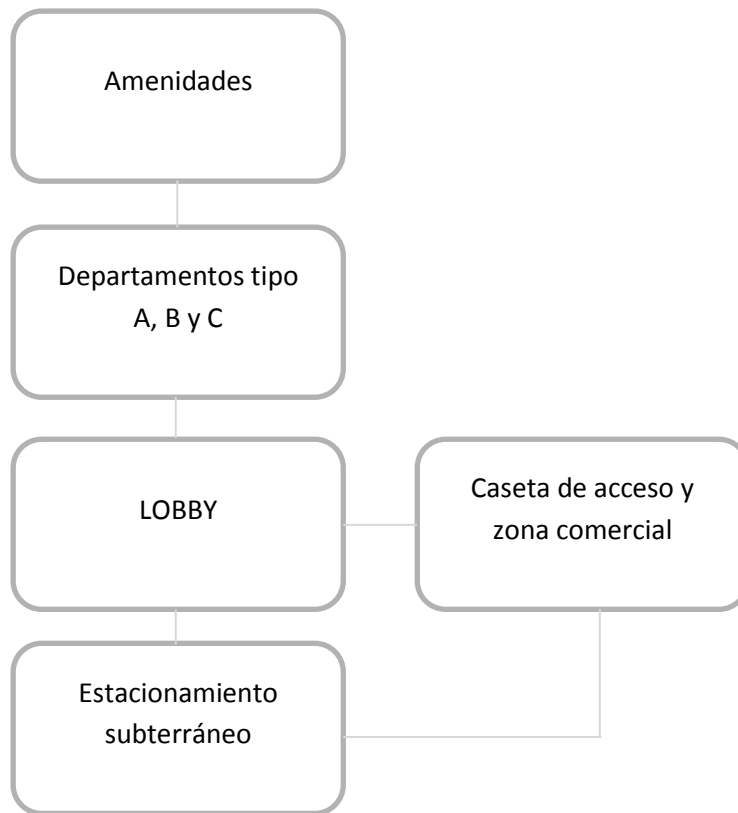 Amenidades
Departamentos tipo
A, B y C
LOBBY
Caseta de acceso y
zona comercial
Estacionamiento
subterráneo